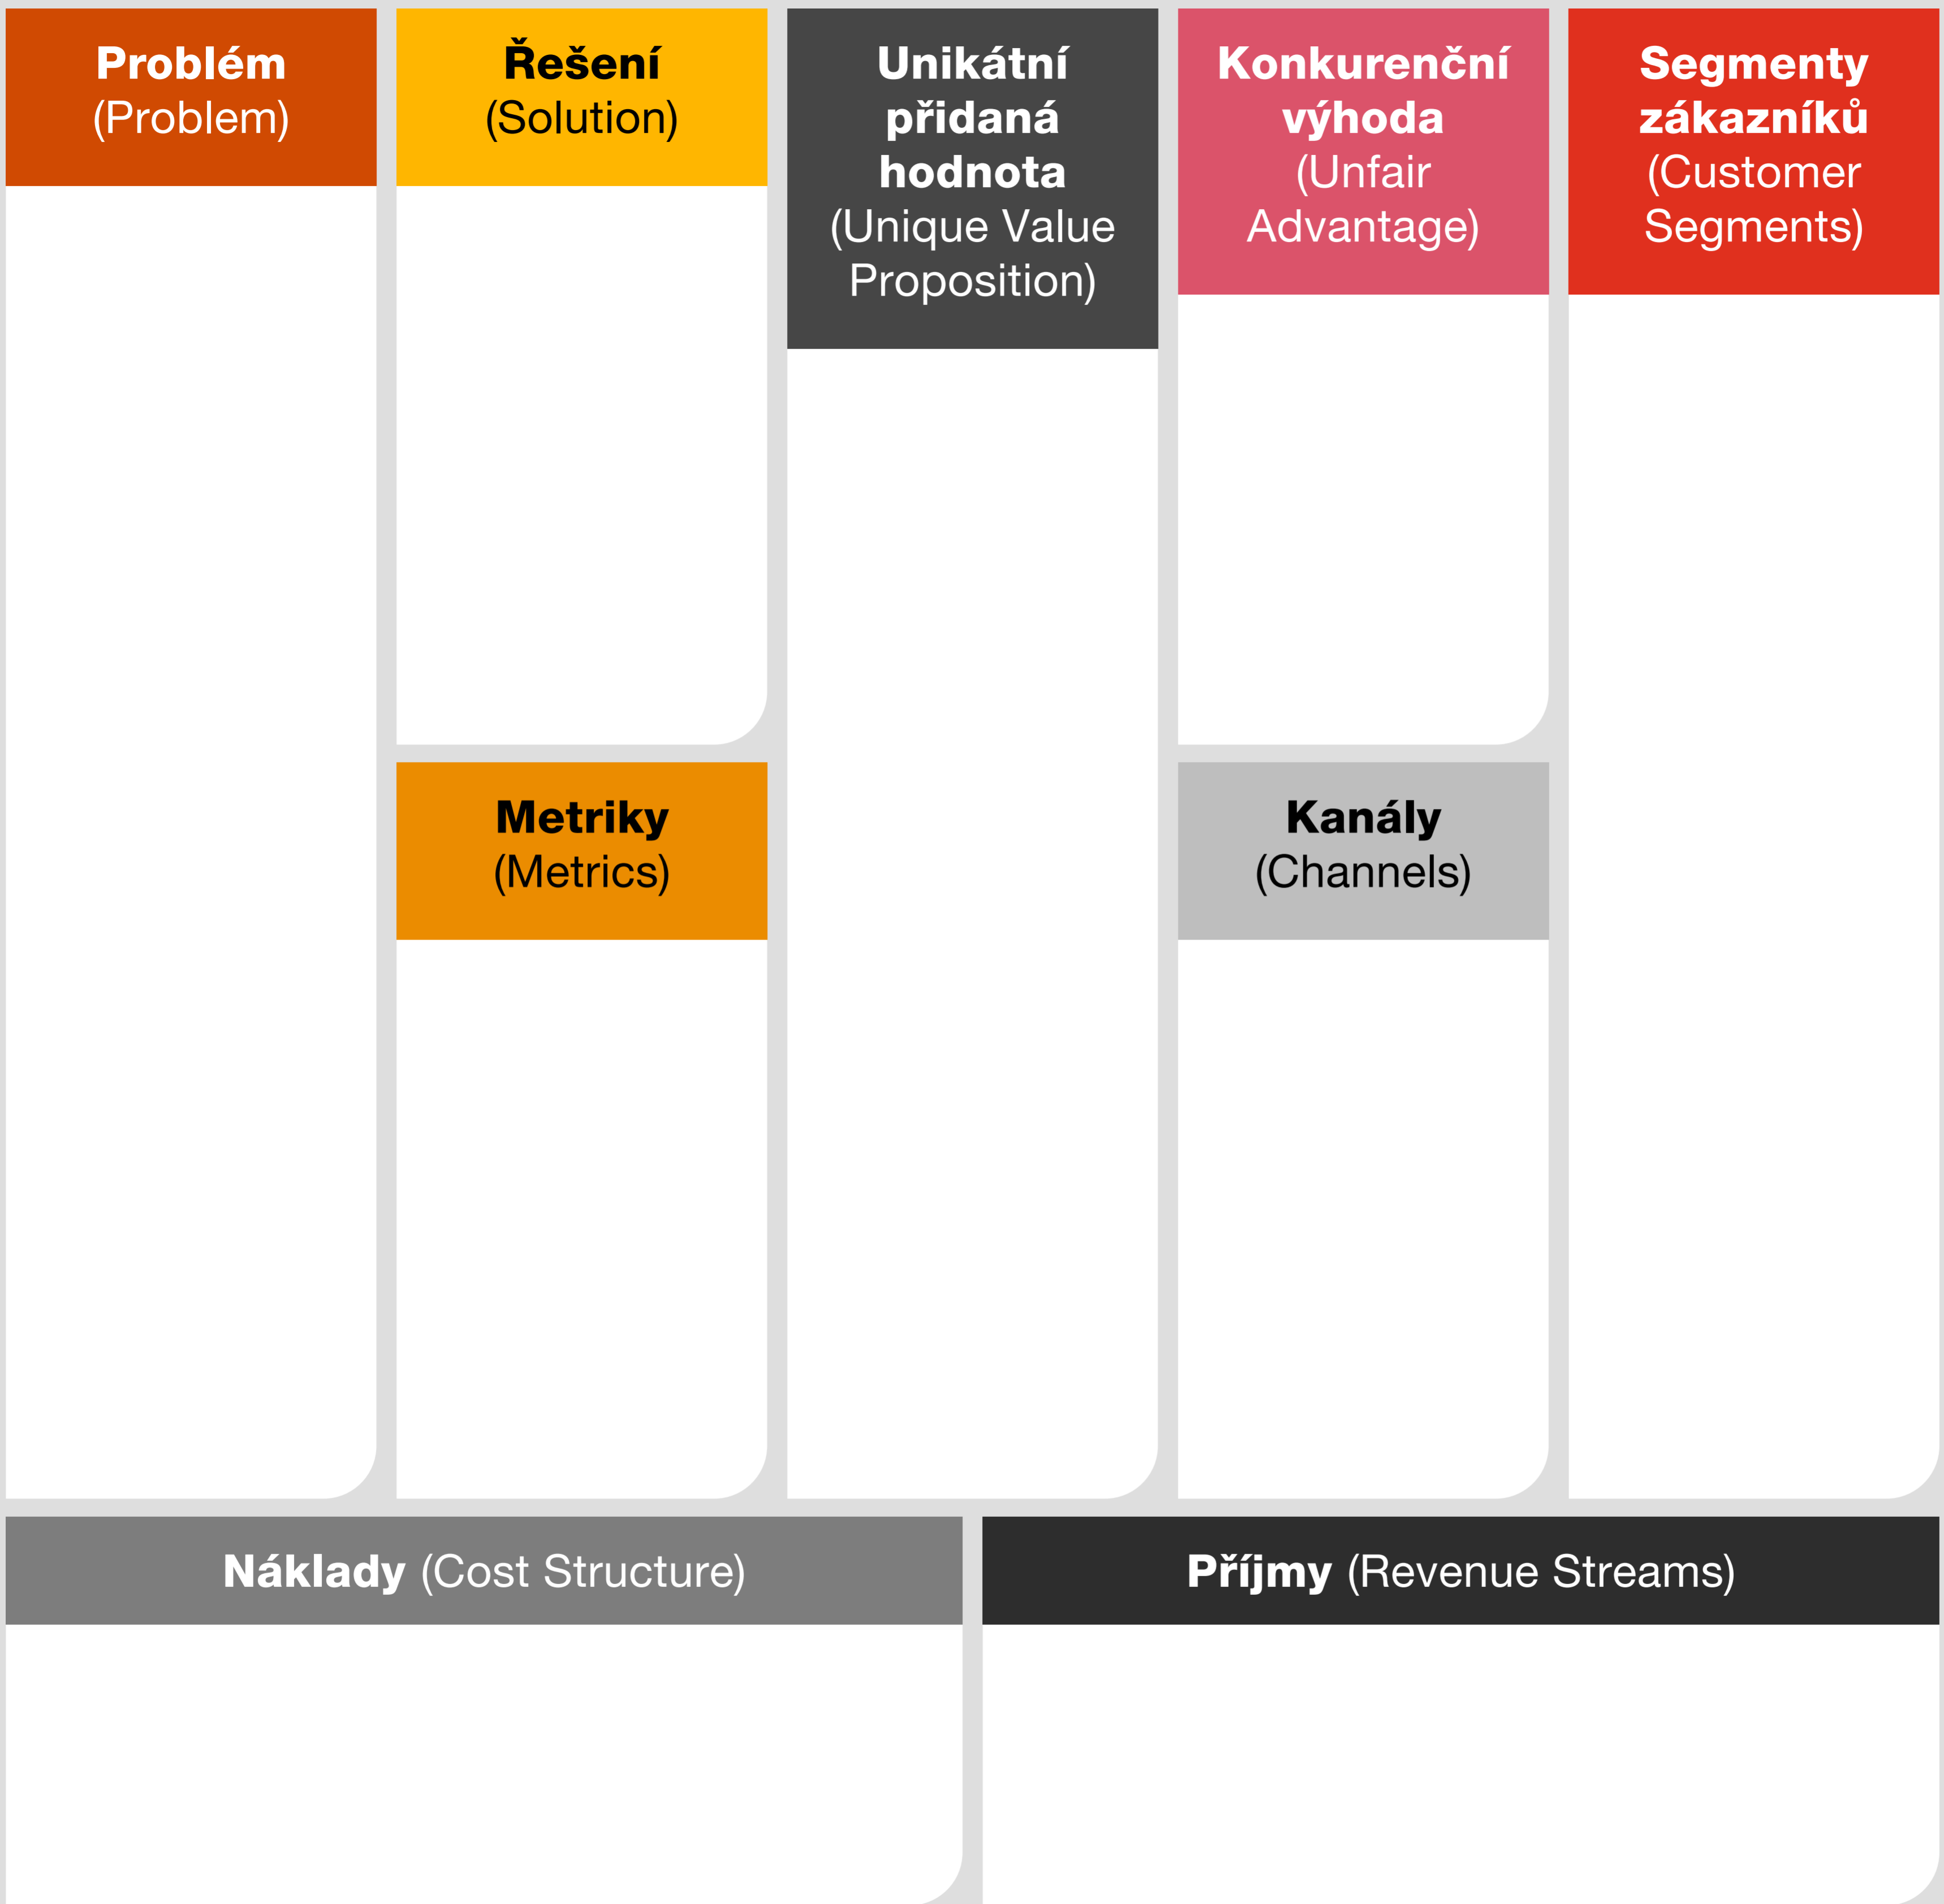 Problém
(Problem)
Řešení
(Solution)
Unikátní
přidaná
hodnota
(Unique Value
Proposition)
Konkurenční
výhoda
(Unfair
Advantage)
Segmenty
zákazníků
(Customer
Segments)
Metriky
(Metrics)
Kanály
(Channels)
Náklady (Cost Structure)
Příjmy (Revenue Streams)